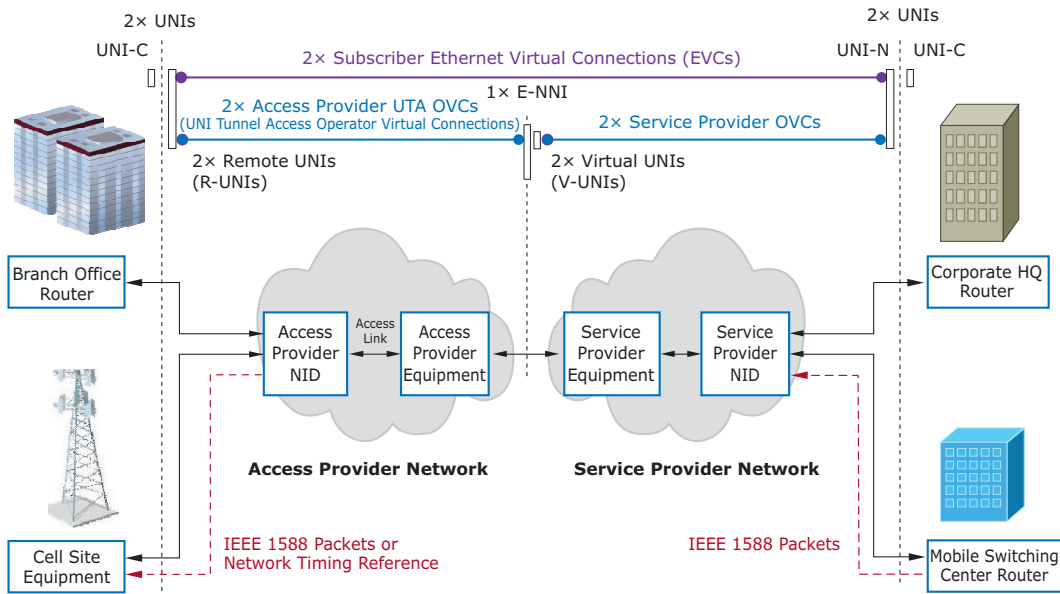 2× UNIs
2× UNIs
UNI-C
UNI-N
UNI-C
2× Subscriber Ethernet Virtual Connections (EVCs)
1× E-NNI
2× Access Provider UTA OVCs
(UNI Tunnel Access Operator Virtual Connections)
2× Service Provider OVCs
2× Remote UNIs
(R-UNIs)
2× Virtual UNIs
(V-UNIs)
Branch Office
Router
Corporate HQ
Router
Access
Provider
NID
Access
Link
Access
Provider
Equipment
Service
Provider
Equipment
Service
Provider
NID
Access Provider Network
Service Provider Network
IEEE 1588 Packets or
Network Timing Reference
IEEE 1588 Packets
Cell Site
Equipment
Mobile Switching
Center Router